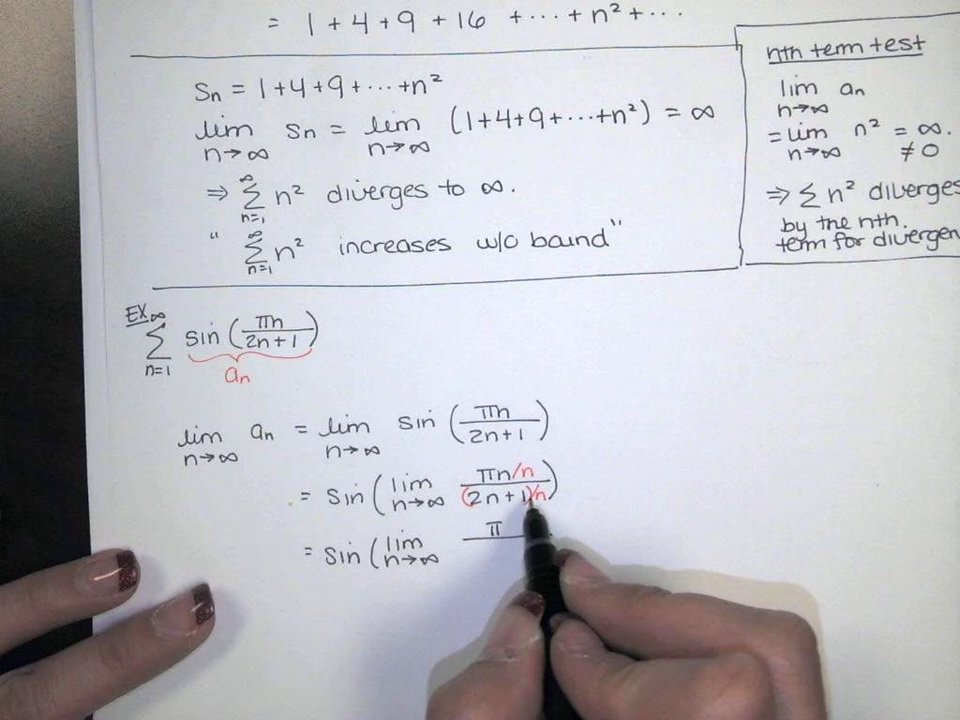 = 1 + 4 + 9 + 16 + ... + n² + ...
Sn = 1+4+9+...+n²
lim Sn = lim (1+4+9+...+n²) = ∞
n→∞ n→∞
⇒ ∞Σn=1 n² diverges to ∞.
" ∞Σn=1 n² increases w/o bound"
nth term test
lim an
n→∞
= lim n² = ∞.
n→∞ ≠ 0
⇒ Σ n² diverges
by the nth.
term for divergen
EX ∞Σn=1 sin (πn/2n+1)
an
lim an = lim sin (πn/2n+1)
n→∞ n→∞
= sin (lim n→∞ πn/n / (2n+1)/n)
= sin (lim n→∞ π